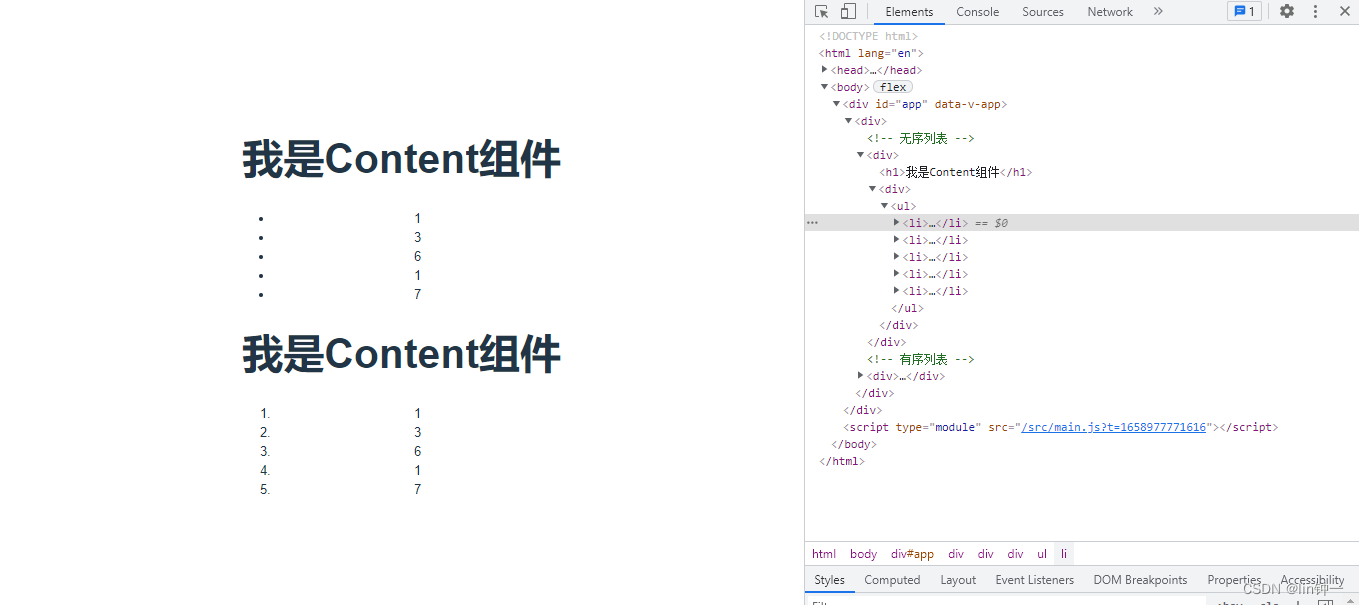 我是Content组件
• 1
• 3
• 6
• 1
• 7
我是Content组件
1. 1
2. 3
3. 6
4. 1
5. 7
Elements Console Sources Network » 1
<!DOCTYPE html>
<html lang="en">
▶<head>…</head>
▼<body> flex
▼<div id="app" data-v-app>
▼<div>
<!-- 无序列表 -->
▼<div>
<h1>我是Content组件</h1>
▼<div>
▼<ul>
… ▶<li>…</li> == $0
▶<li>…</li>
▶<li>…</li>
▶<li>…</li>
▶<li>…</li>
</ul>
</div>
</div>
<!-- 有序列表 -->
▶<div>…</div>
</div>
</div>
<script type="module" src="/src/main.js?t=1658977771616"></script>
</body>
</html>
html body div#app div div div ul li
Styles Computed Layout Event Listeners DOM Breakpoints Properties Accessibility
CSDN @lin钟一